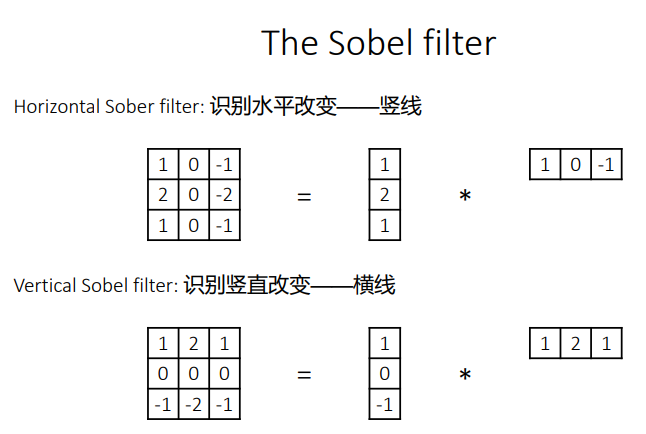 The Sobel filter
Horizontal Sober filter: 识别水平改变——竖线
1 0 -1 1 1 0 -1
2 0 -2 = 2 *
1 0 -1 1
Vertical Sobel filter: 识别竖直改变——横线
1 2 1 1 1 2 1
0 0 0 = 0 *
-1 -2 -1 -1